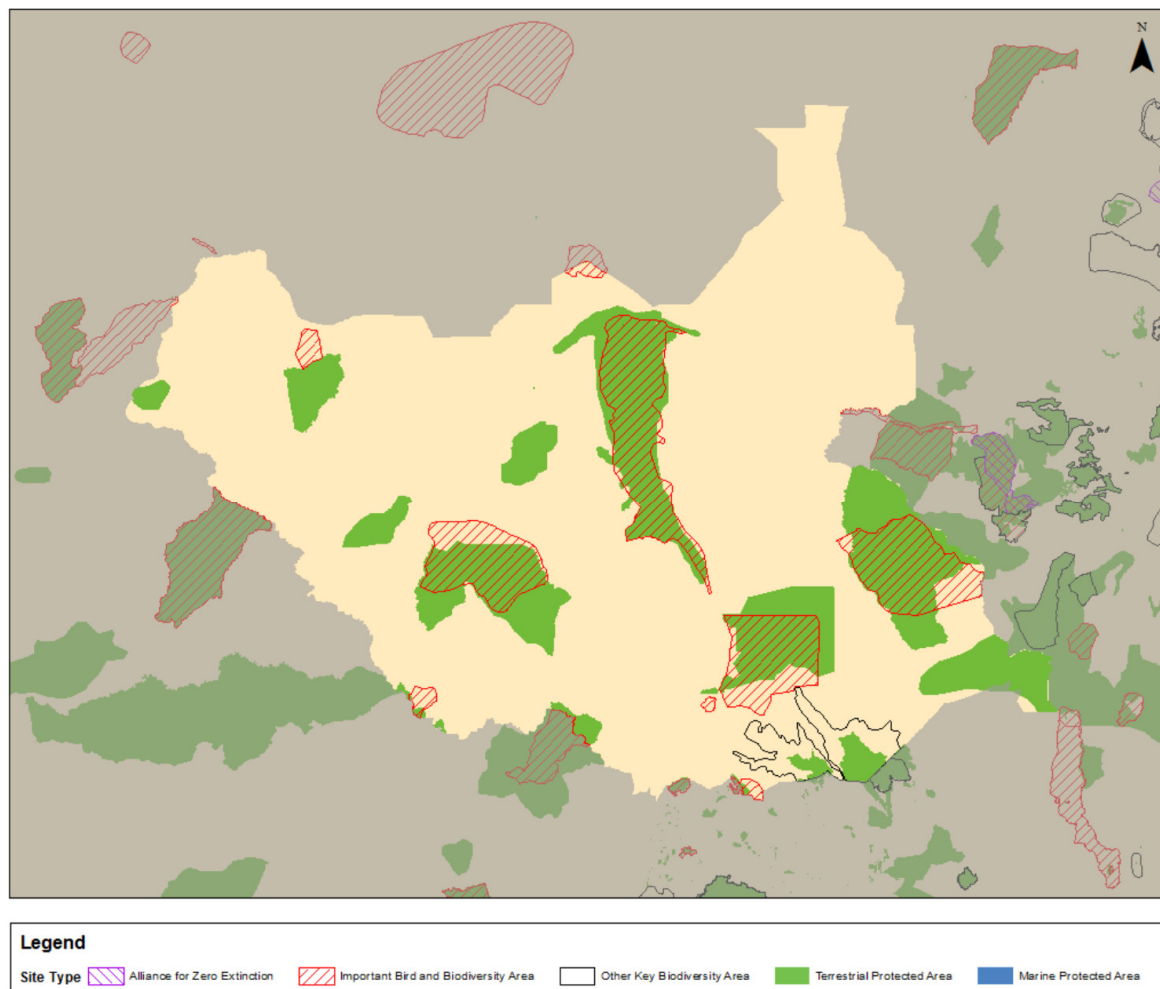 N
Legend
Site Type Alliance for Zero Extinction Important Bird and Biodiversity Area Other Key Biodiversity Area Terrestrial Protected Area Marine Protected Area